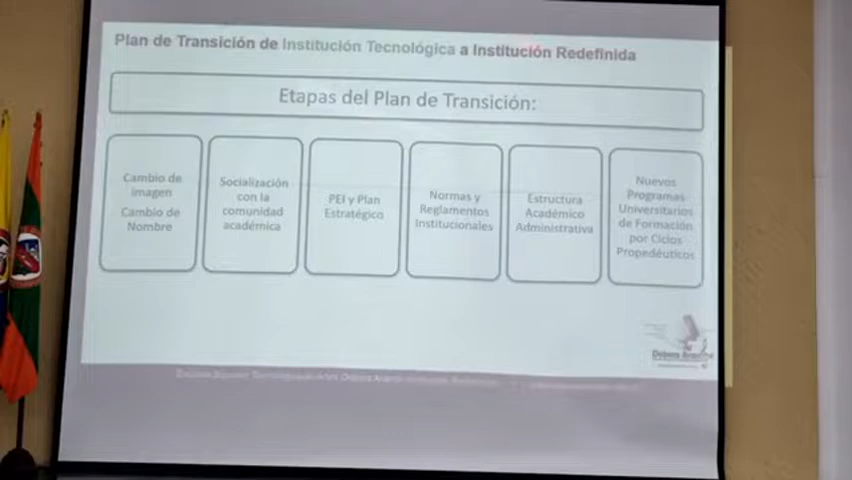 Plan de Transición de Institución Tecnológica a Institución Redefinida
Etapas del Plan de Transición:
Cambio de
imagen
Cambio de
Nombre
Socialización
con la
comunidad
académica
PEI y Plan
Estratégico
Normas y
Reglamentos
Institucionales
Estructura
Académico
Administrativa
Nuevos
Programas
Universitarios
de Formación
por Ciclos
Propedéuticos
Débora Arango